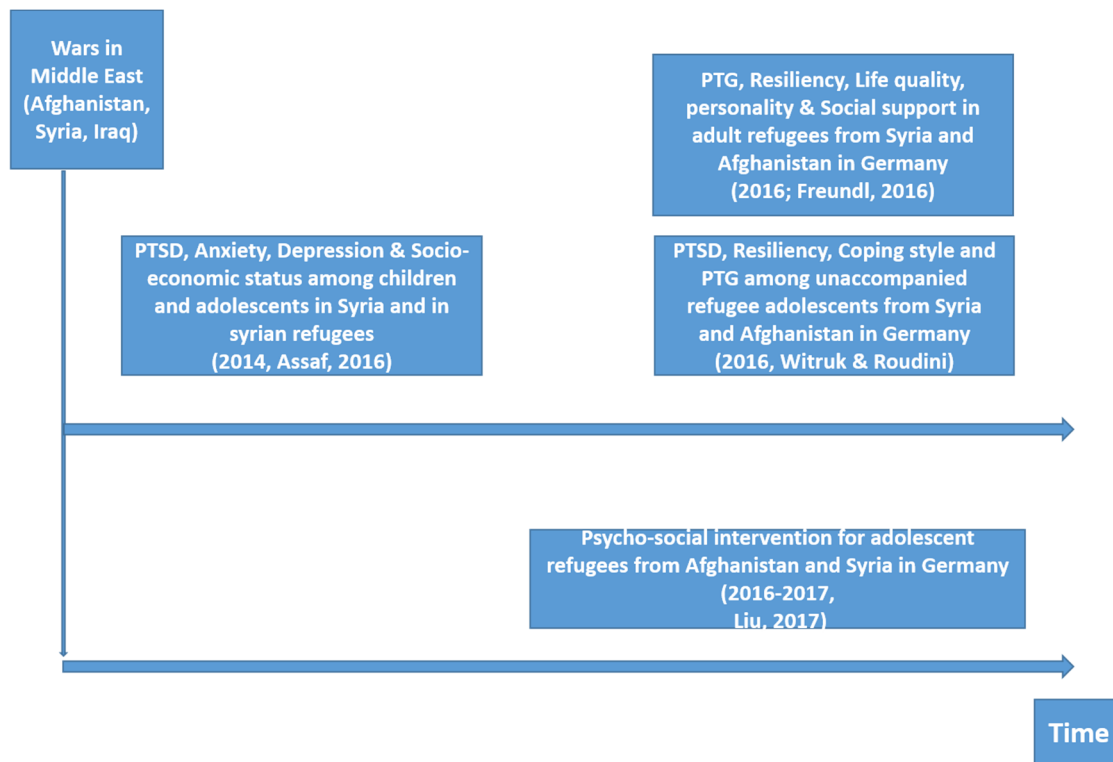 Wars in
Middle East
(Afghanistan,
Syria, Iraq)
PTG, Resiliency, Life quality,
personality & Social support in
adult refugees from Syria and
Afghanistan in Germany
(2016; Freundl, 2016)
PTSD, Anxiety, Depression & Socio-
economic status among children
and adolescents in Syria and in
syrian refugees
(2014, Assaf, 2016)
PTSD, Resiliency, Coping style and
PTG among unaccompanied
refugee adolescents from Syria
and Afghanistan in Germany
(2016, Witruk & Roudini)
Psycho-social intervention for adolescent
refugees from Afghanistan and Syria in Germany
(2016-2017,
Liu, 2017)
Time